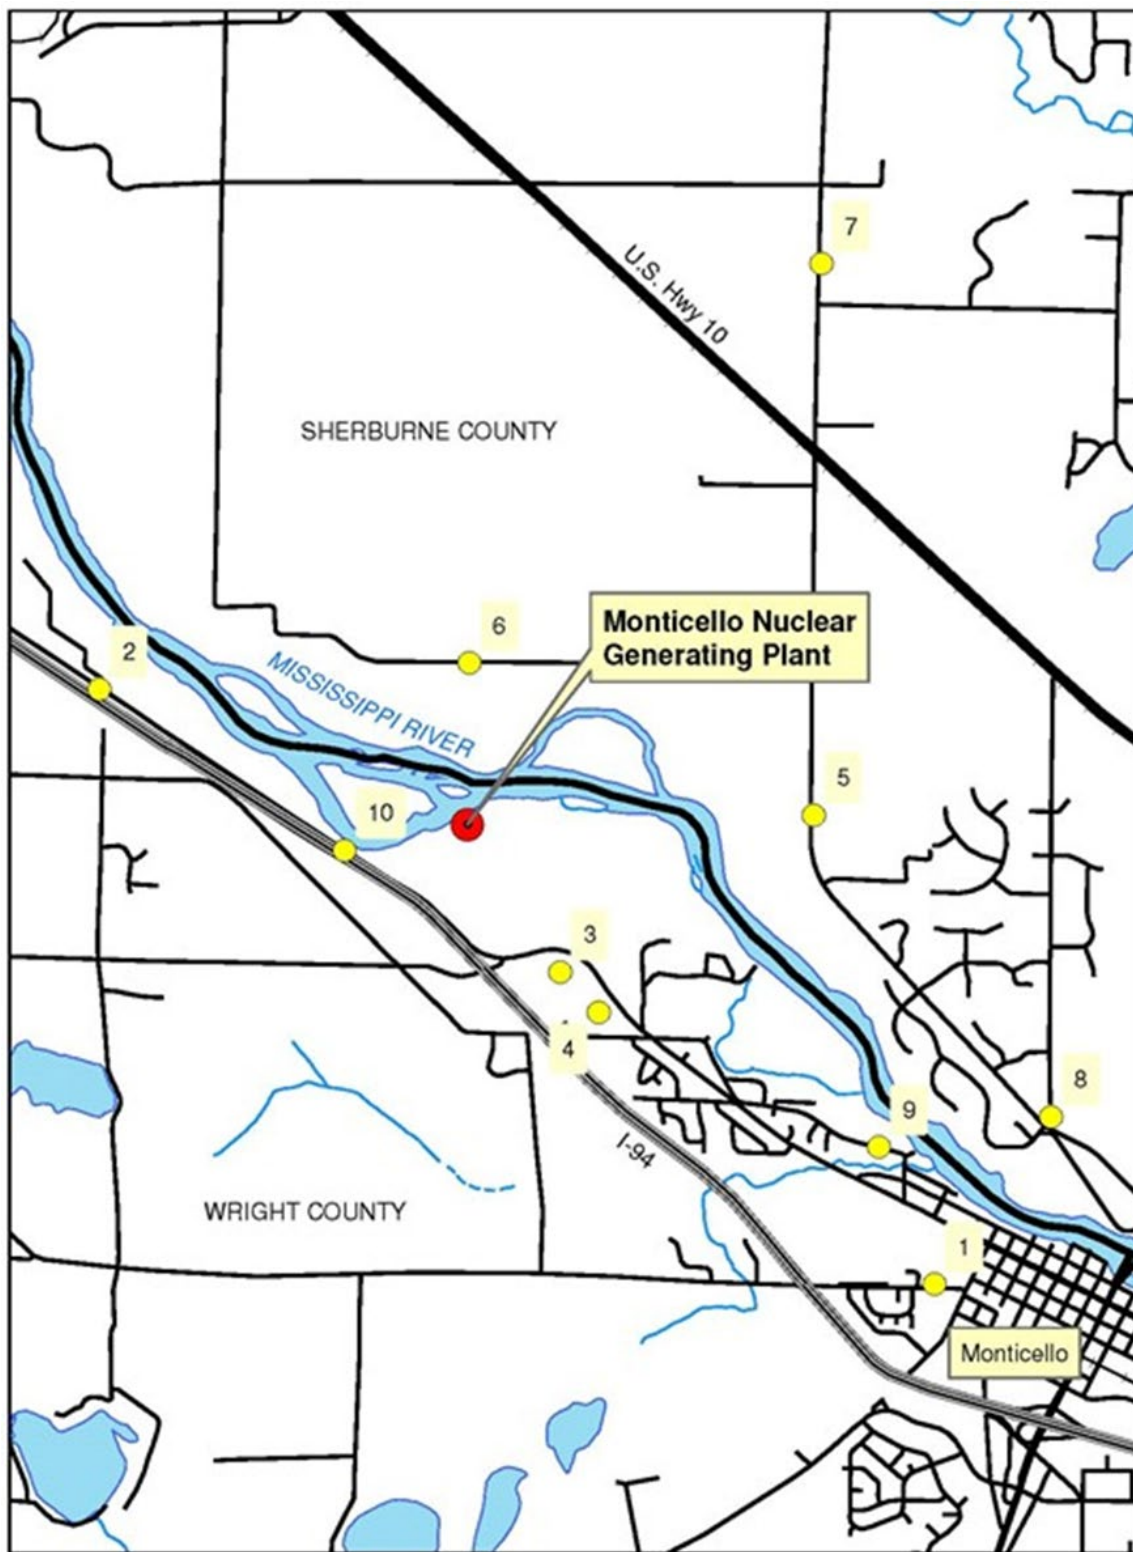 7
U.S. Hwy 10
SHERBURNE COUNTY
6
Monticello Nuclear
Generating Plant
2
MISSISSIPPI RIVER
5
10
3
4
8
9
I-94
WRIGHT COUNTY
1
Monticello